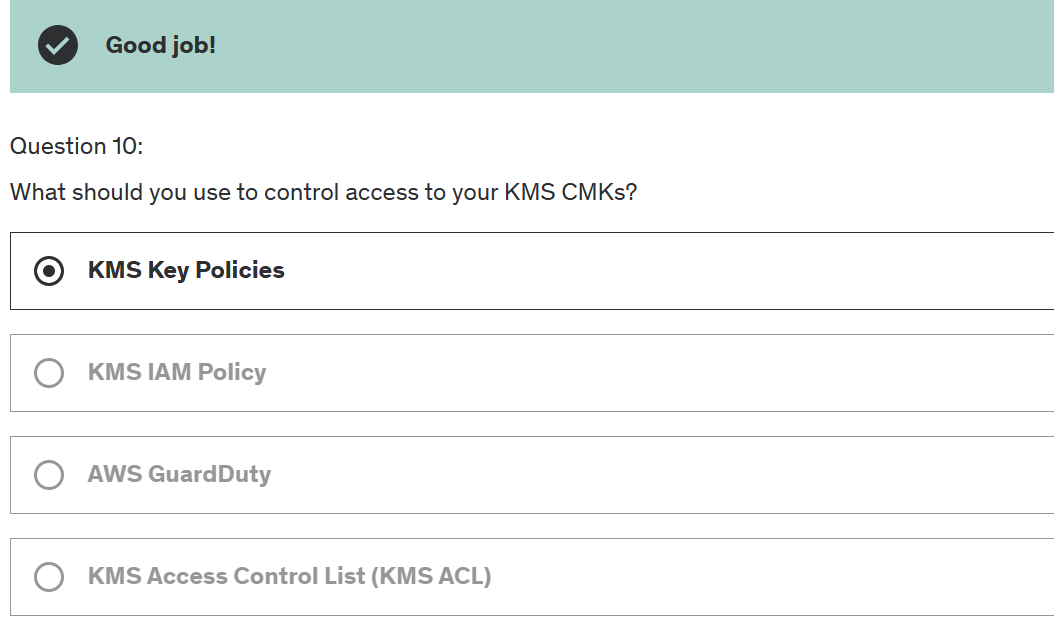 Good job!
Question 10:
What should you use to control access to your KMS CMKs?
KMS Key Policies
KMS IAM Policy
AWS GuardDuty
KMS Access Control List (KMS ACL)